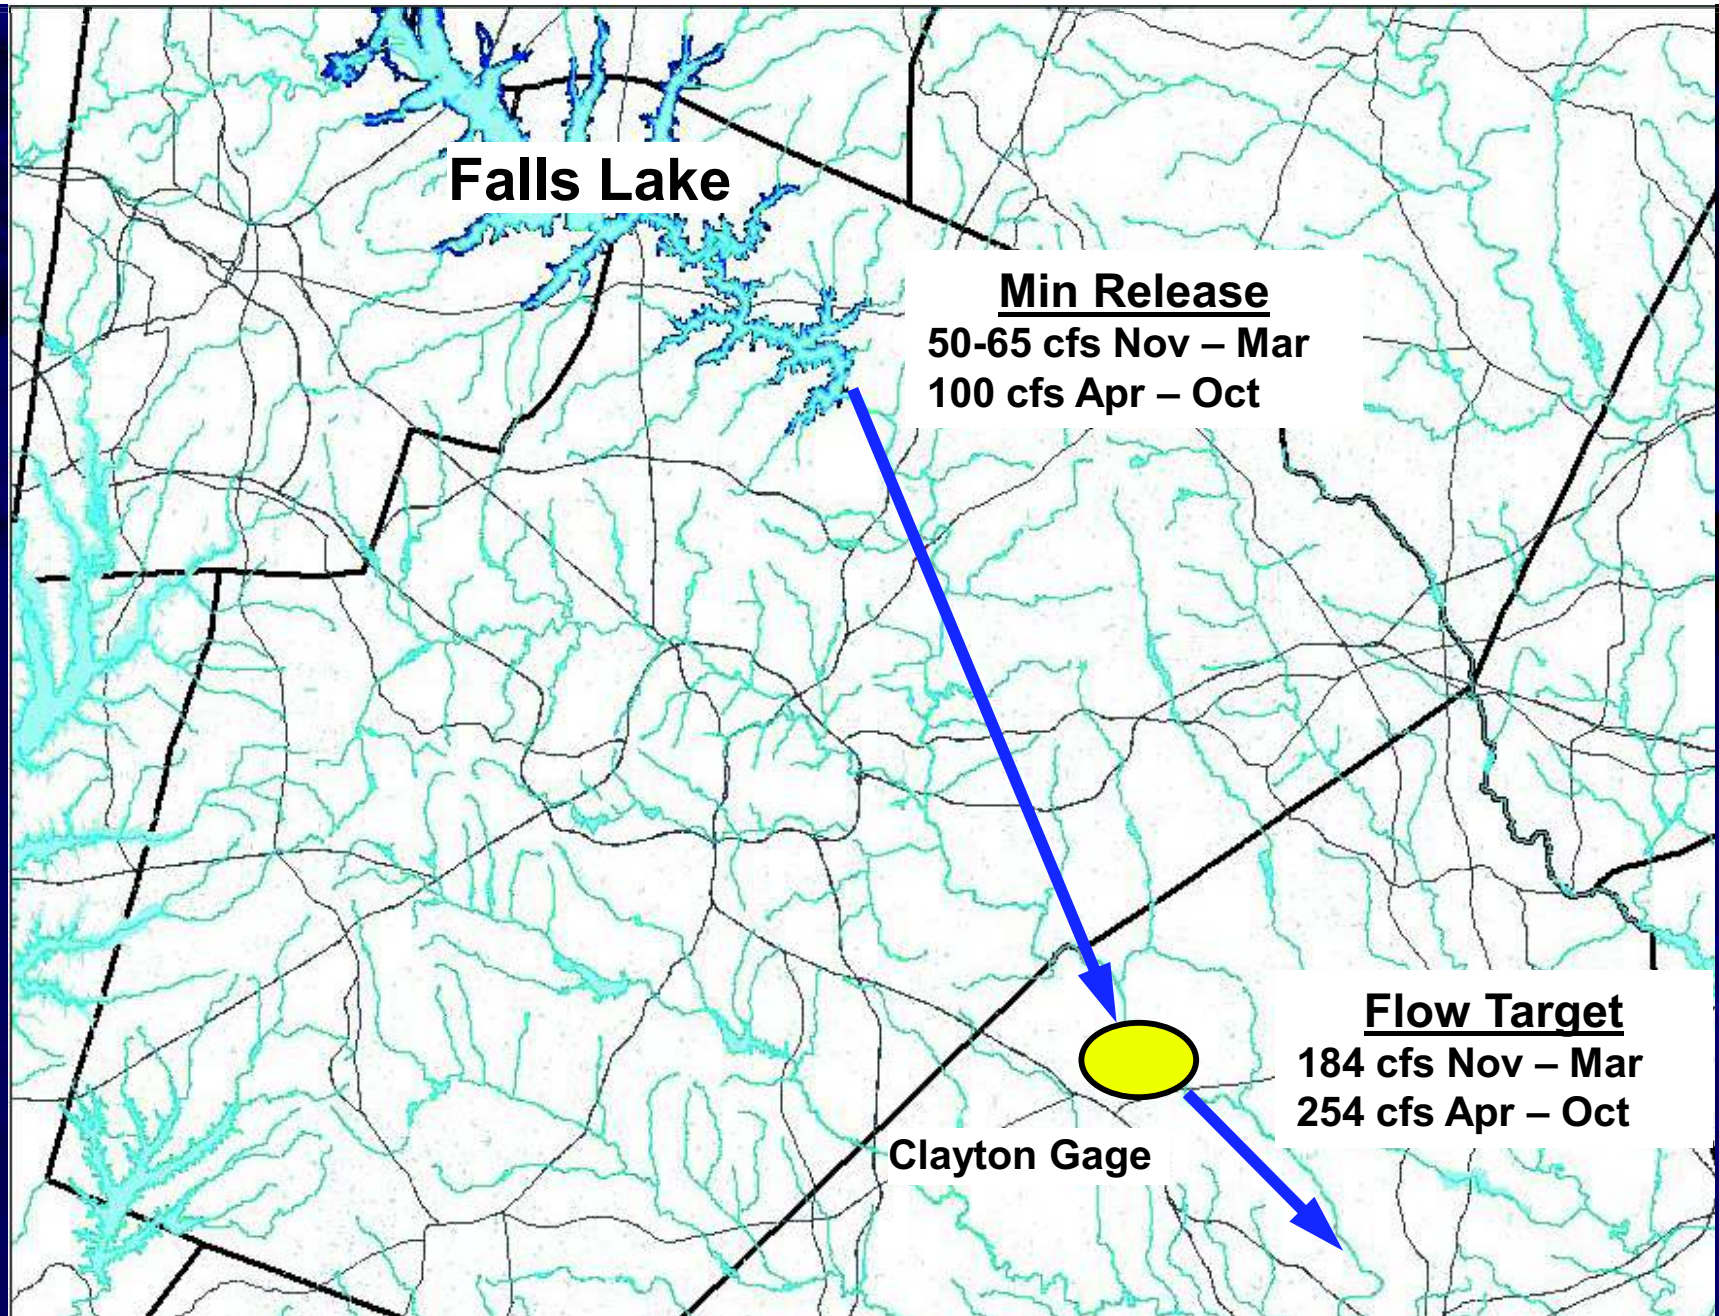 Falls Lake
Min Release
50-65 cfs Nov – Mar
100 cfs Apr – Oct
Flow Target
184 cfs Nov – Mar
254 cfs Apr – Oct
Clayton Gage